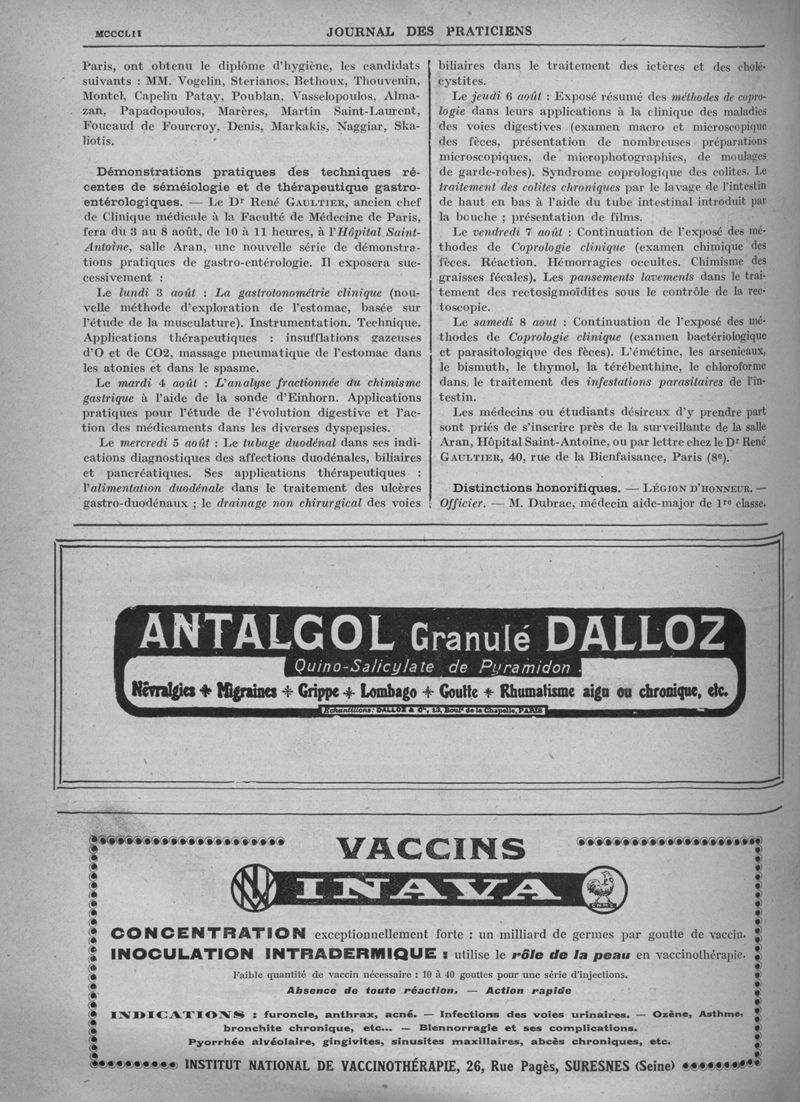 MCCCLII
JOURNAL DES PRATICIENS
Paris, ont obtenu le diplôme d'hygiène, les candidats
suivants : MM. Vogelin, Sterianos, Bethoux, Thouvenin,
Montel, Capelin Patay, Poublan, Vasselopoulos, Alma-
zan, Papadopoulos, Marères, Martin Saint-Laurent,
Foucaud de Fourcroy, Denis, Markakis, Naggiar, Ska-
liotis.
Démonstrations pratiques des techniques ré-
centes de séméiologie et de thérapeutique gastro-
entérologiques. — Le Dr René GAULTIER, ancien chef
de Clinique médicale à la Faculté de Médecine de Paris,
fera du 3 au 8 août, de 10 à 11 heures, à l'Hôpital Saint-
Antoine, salle Aran, une nouvelle série de démonstra-
tions pratiques de gastro-entérologie. Il exposera suc-
cessivement :
Le lundi 3 août : La gastrotonométrie clinique (nou-
velle méthode d'exploration de l'estomac, basée sur
l'étude de la musculature). Instrumentation. Technique.
Applications thérapeutiques : insufflations gazeuses
d'O et de CO2, massage pneumatique de l'estomac dans
les atonies et dans le spasme.
Le mardi 4 août : L'analyse fractionnée du chimisme
gastrique à l'aide de la sonde d'Einhorn. Applications
pratiques pour l'étude de l'évolution digestive et l'ac-
tion des médicaments dans les diverses dyspepsies.
Le mercredi 5 août : Le tubage duodénal dans ses indi-
cations diagnostiques des affections duodénales, biliaires
et pancréatiques. Ses applications thérapeutiques :
l'alimentation duodénale dans le traitement des ulcères
gastro-duodénaux ; le drainage non chirurgical des voies
biliaires dans le traitement des ictères et des cholé-
cystites.
Le jeudi 6 août : Exposé résumé des méthodes de copro-
logie dans leurs applications à la clinique des maladies
des voies digestives (examen macro et microscopique
des fèces, présentation de nombreuses préparations
microscopiques, de microphotographies, de moulages
de garde-robes). Syndrome coprologique des colites. Le
traitement des colites chroniques par le lavage de l'intestin
de haut en bas à l'aide du tube intestinal introduit par
la bouche ; présentation de films.
Le vendredi 7 août : Continuation de l'exposé des mé-
thodes de Coprologie clinique (examen chimique des
fèces. Réaction. Hémorragies occultes. Chimisme des
graisses fécales). Les pansements lavements dans le trai-
tement des rectosigmoïdites sous le contrôle de la rec-
toscopie.
Le samedi 8 aout : Continuation de l'exposé des mé-
thodes de Coprologie clinique (examen bactériologique
et parasitologique des fèces). L'émétine, les arsenicaux,
le bismuth, le thymol, la térébenthine, le chloroforme
dans le traitement des infestations parasitaires de l'in-
testin.
Les médecins ou étudiants désireux d'y prendre part
sont priés de s'inscrire près de la surveillante de la salle
Aran, Hôpital Saint-Antoine, ou par lettre chez le Dr René
GAULTIER, 40, rue de la Bienfaisance, Paris (8e).
Distinctions honorifiques. — LÉGION D'HONNEUR. —
Officier. — M. Dubrac, médecin aide-major de 1re classe.
ANTALGOL Granulé DALLOZ
Quino-Salicylate de Pyramidon.
Névralgies + Migraines + Grippe + Lombago + Goutte + Rhumatisme aigu ou chronique, etc.
Échantillons : DALLOZ & Cie, 13, Bould de la Chapelle, PARIS
VACCINS
INAVA
CONCENTRATION exceptionnellement forte : un milliard de germes par goutte de vaccin.
INOCULATION INTRADERMIQUE : utilise le rôle de la peau en vaccinothérapie.
Faible quantité de vaccin nécessaire : 10 à 40 gouttes pour une série d'injections.
Absence de toute réaction. — Action rapide
INDICATIONS : furoncle, anthrax, acné. — Infections des voies urinaires. — Ozène, Asthme,
bronchite chronique, etc... — Blennorragie et ses complications.
Pyorrhée alvéolaire, gingivites, sinusites maxillaires, abcès chroniques, etc.
INSTITUT NATIONAL DE VACCINOTHÉRAPIE, 26, Rue Pagès, SURESNES (Seine)